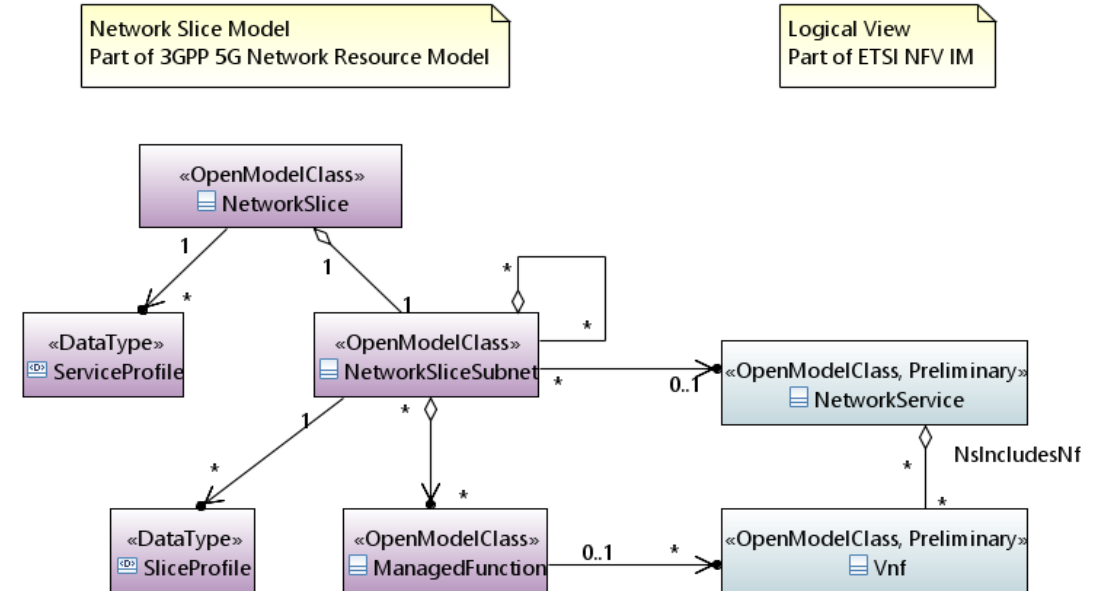 Network Slice Model
Part of 3GPP 5G Network Resource Model
Logical View
Part of ETSI NFV IM
«OpenModelClass»
NetworkSlice
1
*
1
1
*
*
«DataType»
ServiceProfile
«OpenModelClass»
NetworkSliceSubnet
*
0..1
«OpenModelClass, Preliminary»
NetworkService
1
*
*
*
NsIncludesNf
*
*
«DataType»
SliceProfile
«OpenModelClass»
ManagedFunction
0..1
*
«OpenModelClass, Preliminary»
Vnf